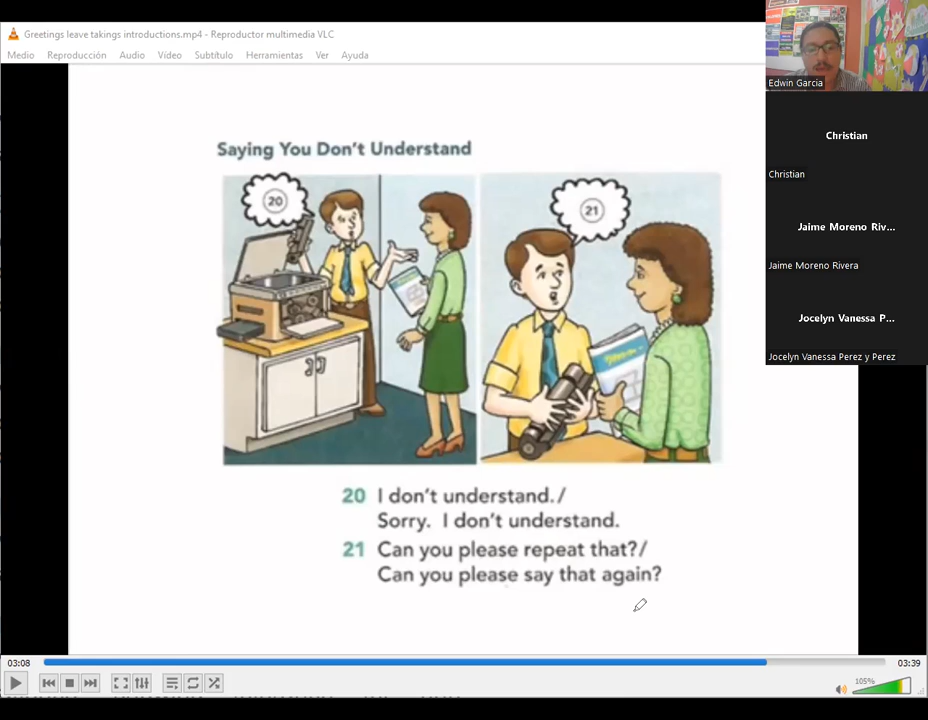 Greetings leave takings introductions.mp4 - Reproductor multimedia VLC
Medio Reproducción Audio Vídeo Subtítulo Herramientas Ver Ayuda
Edwin Garcia
Christian
Christian
Jaime Moreno Riv...
Jaime Moreno Rivera
Jocelyn Vanessa P...
Jocelyn Vanessa Perez y Perez
Saying You Don't Understand
20
21
20 I don't understand./
Sorry. I don't understand.
21 Can you please repeat that?/
Can you please say that again?
03:08
03:39
105%